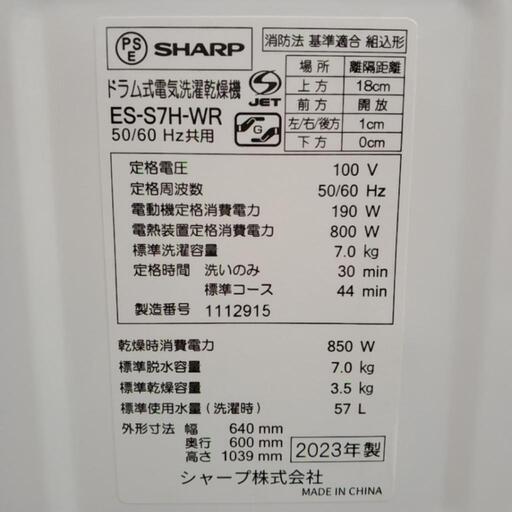 PSE SHARP
ドラム式電気洗濯乾燥機
ES-S7H-WR
50/60 Hz共用
S JET
G
消防法 基準適合 組込形
場所 離隔距離
上方 18cm
前方 開放
左/右/後方 1cm
下方 0cm
定格電圧 100 V
定格周波数 50/60 Hz
電動機定格消費電力 190 W
電熱装置定格消費電力 800 W
標準洗濯容量 7.0 kg
定格時間 洗いのみ 30 min
標準コース 44 min
製造番号 1112915
乾燥時消費電力 850 W
標準脱水容量 7.0 kg
標準乾燥容量 3.5 kg
標準使用水量(洗濯時) 57 L
外形寸法 幅 640 mm
奥行 600 mm
高さ 1039 mm
2023年製
シャープ株式会社
MADE IN CHINA